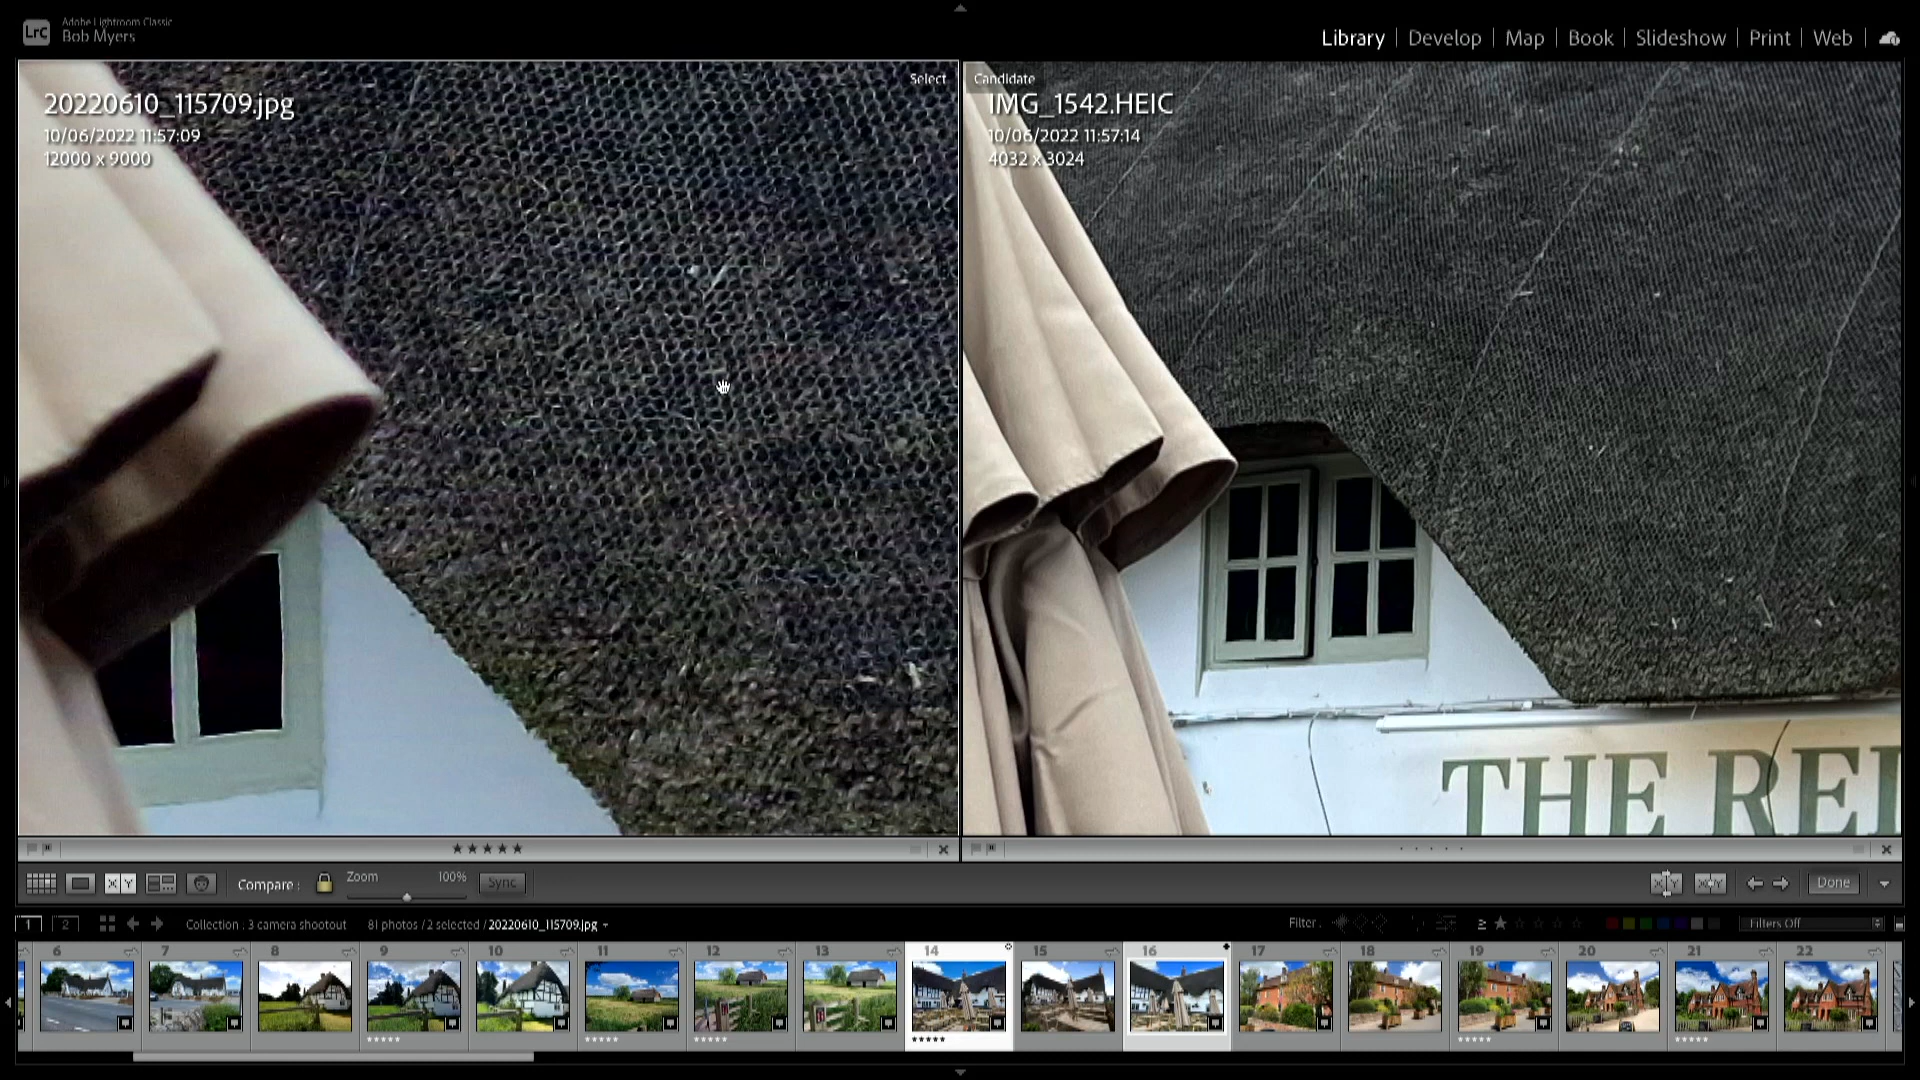 LrC
Adobe Lightroom Classic
Bob Myers
Library | Develop | Map | Book | Slideshow | Print | Web
20220610_115709.jpg
10/06/2022 11:57:09
12000 x 9000
Select
Candidate
IMG_1542.HEIC
10/06/2022 11:57:14
4032 x 3024
THE RE
Compare :
Zoom 100%
Sync
XY
Done
1 2
Collection : 3 camera shootout
81 photos / 2 selected / 20220610_115709.jpg
Filter :
Filters Off
6 7 8 9 10 11 12 13 14 15 16 17 18 19 20 21 22